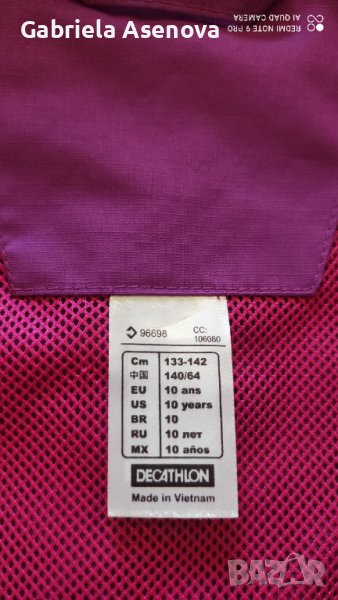 Gabriela Asenova
REDMI NOTE 9 PRO
AI QUAD CAMERA
96698 CC: 106080
Cm 133-142
中国 140/64
EU 10 ans
US 10 years
BR 10
RU 10 лет
MX 10 años
DECATHLON
Made in Vietnam
BAZAR